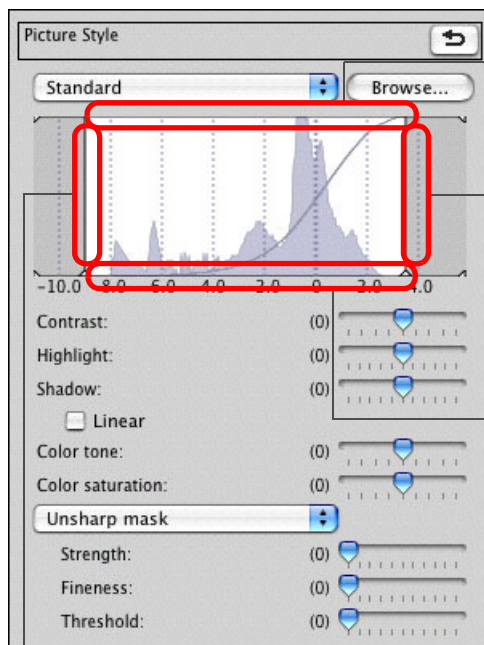 Picture Style
Standard
Browse...
-10.0 -8.0 -6.0 -4.0 -2.0 0.0 2.0 4.0
Contrast: (0)
Highlight: (0)
Shadow: (0)
Linear
Color tone: (0)
Color saturation: (0)
Unsharp mask
Strength: (0)
Fineness: (0)
Threshold: (0)